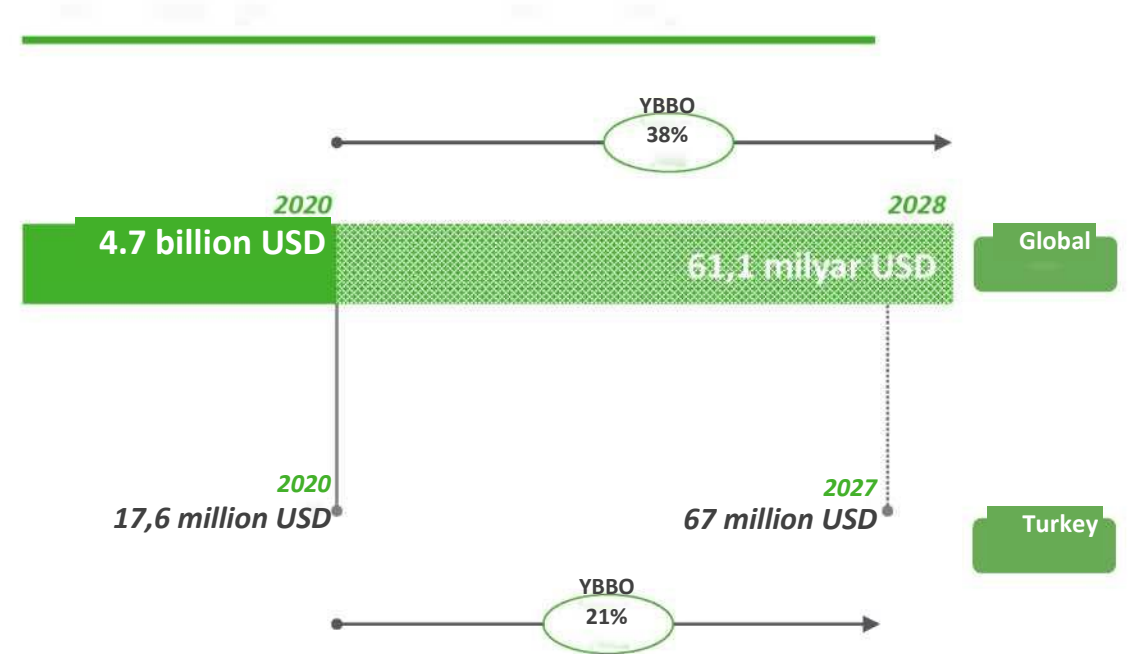 YBBO
38%
2020
2028
4.7 billion USD
61,1 milyar USD
Global
2020
17,6 million USD
2027
67 million USD
Turkey
YBBO
21%